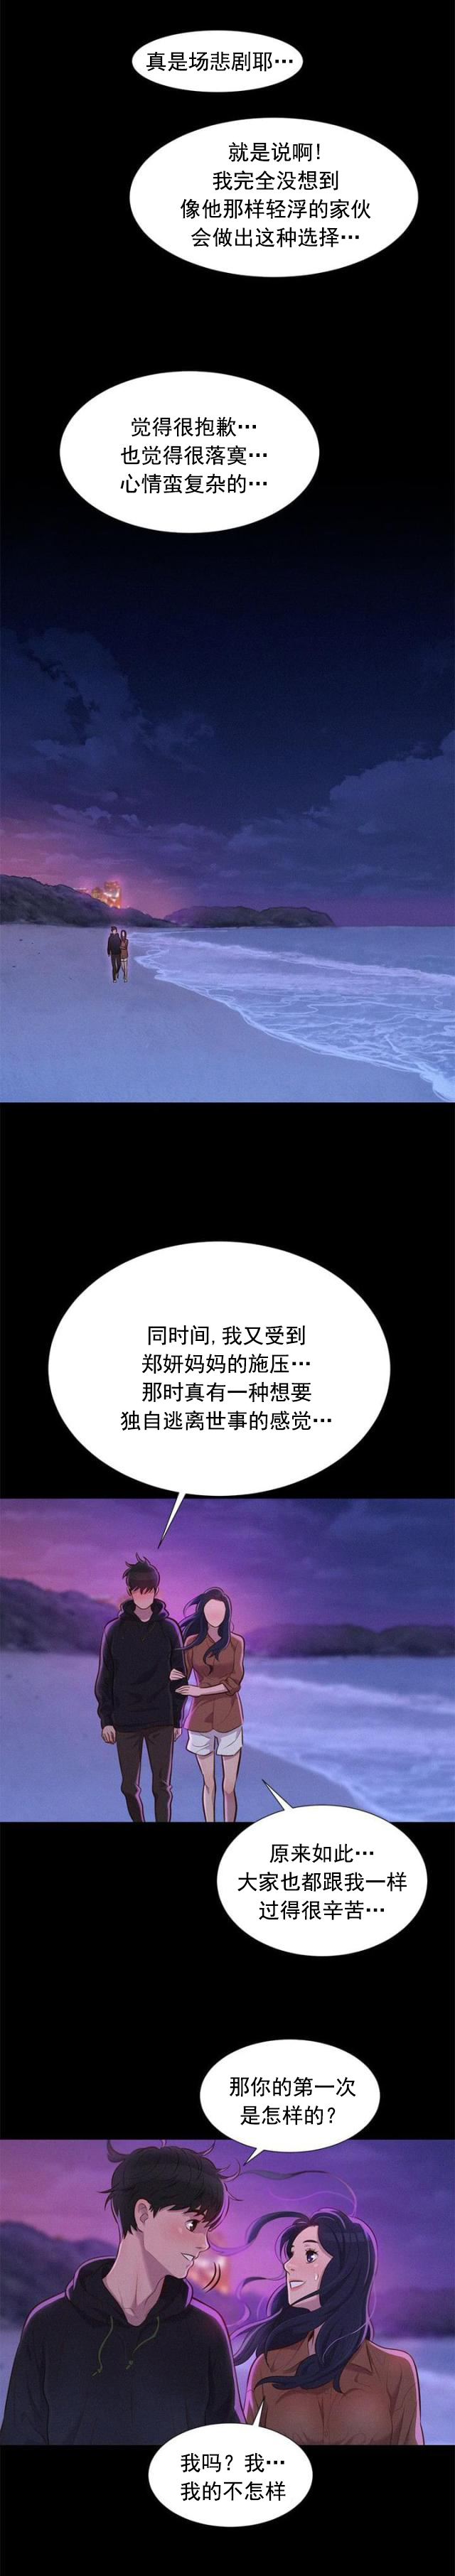 真是场悲剧耶…
就是说啊!
我完全没想到
像他那样轻浮的家伙
会做出这种选择…
觉得很抱歉…
也觉得很落寞…
心情蛮复杂的…
同时间,我又受到
郑妍妈妈的施压…
那时真有一种想要
独自逃离世事的感觉…
原来如此…
大家也都跟我一样
过得很辛苦…
那你的第一次
是怎样的?
我吗?我…
我的不怎样